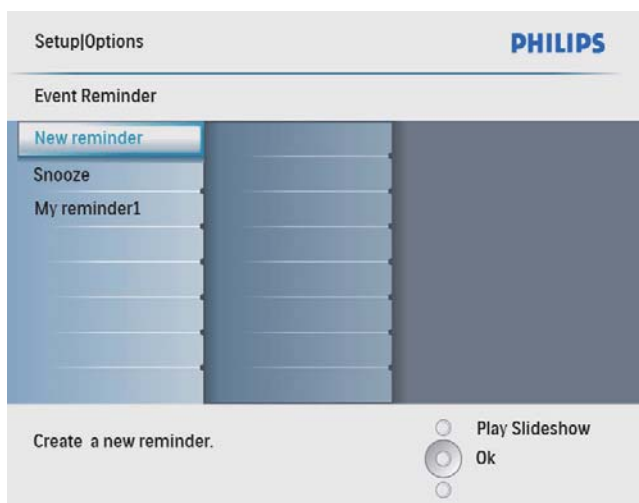 Setup|Options
PHILIPS
Event Reminder
New reminder
Snooze
My reminder1
Create a new reminder.
Play Slideshow
Ok